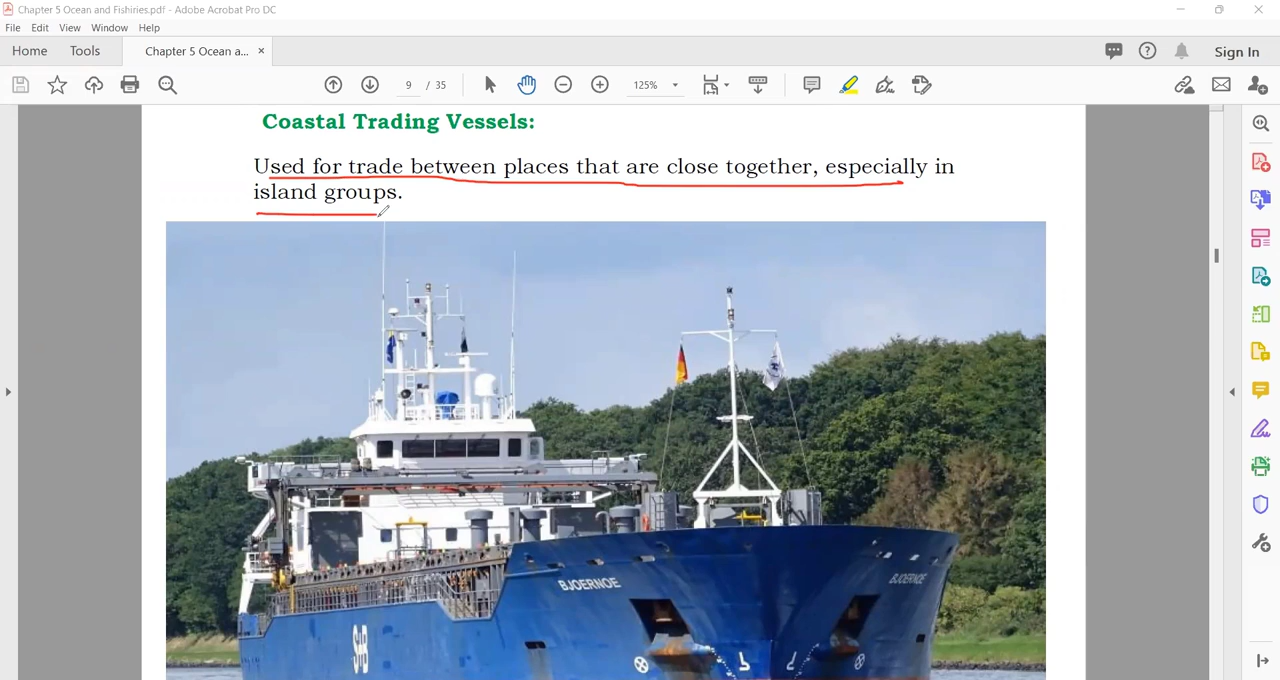 Chapter 5 Ocean and Fishiries.pdf - Adobe Acrobat Pro DC
File Edit View Window Help
Home Tools Chapter 5 Ocean a... × Sign In
9 / 35 125%
Coastal Trading Vessels:
Used for trade between places that are close together, especially in
island groups.
BJOERNOE
BJOERNOE
S+B